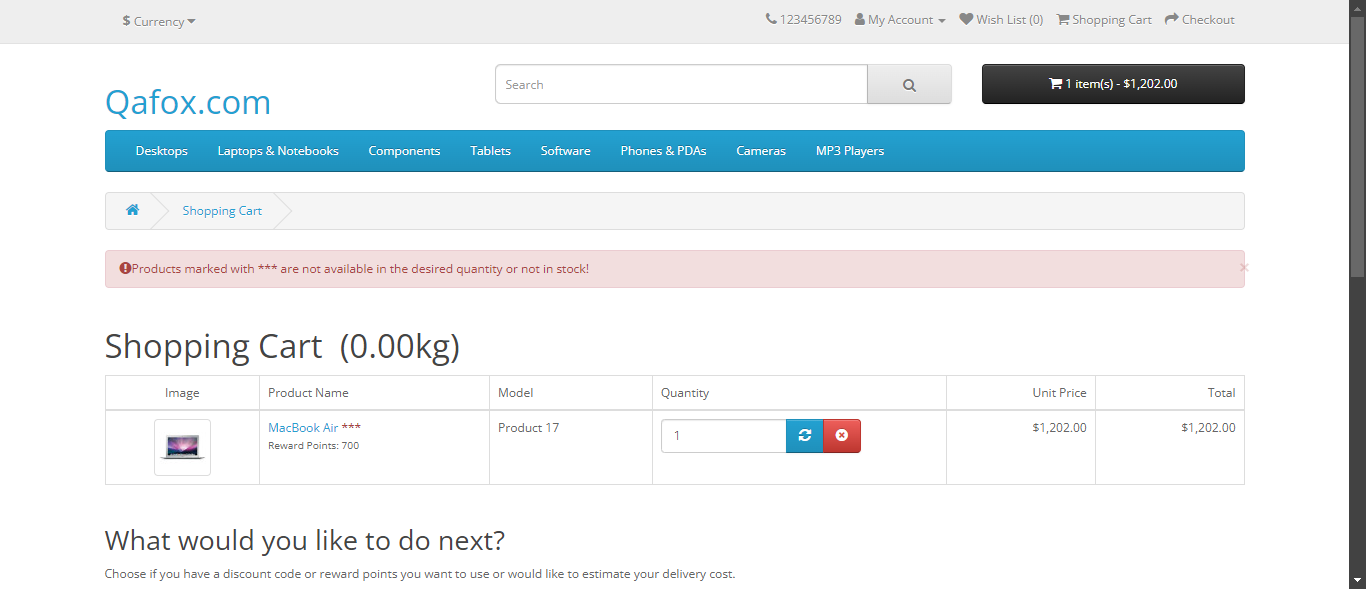 $ Currency
123456789 My Account Wish List (0) Shopping Cart Checkout
Qafox.com
Search
1 item(s) - $1,202.00
Desktops Laptops & Notebooks Components Tablets Software Phones & PDAs Cameras MP3 Players
Shopping Cart
Products marked with *** are not available in the desired quantity or not in stock! ×
Shopping Cart (0.00kg)
Image Product Name Model Quantity Unit Price Total
MacBook Air *** Product 17 1 $1,202.00 $1,202.00
Reward Points: 700
What would you like to do next?
Choose if you have a discount code or reward points you want to use or would like to estimate your delivery cost.